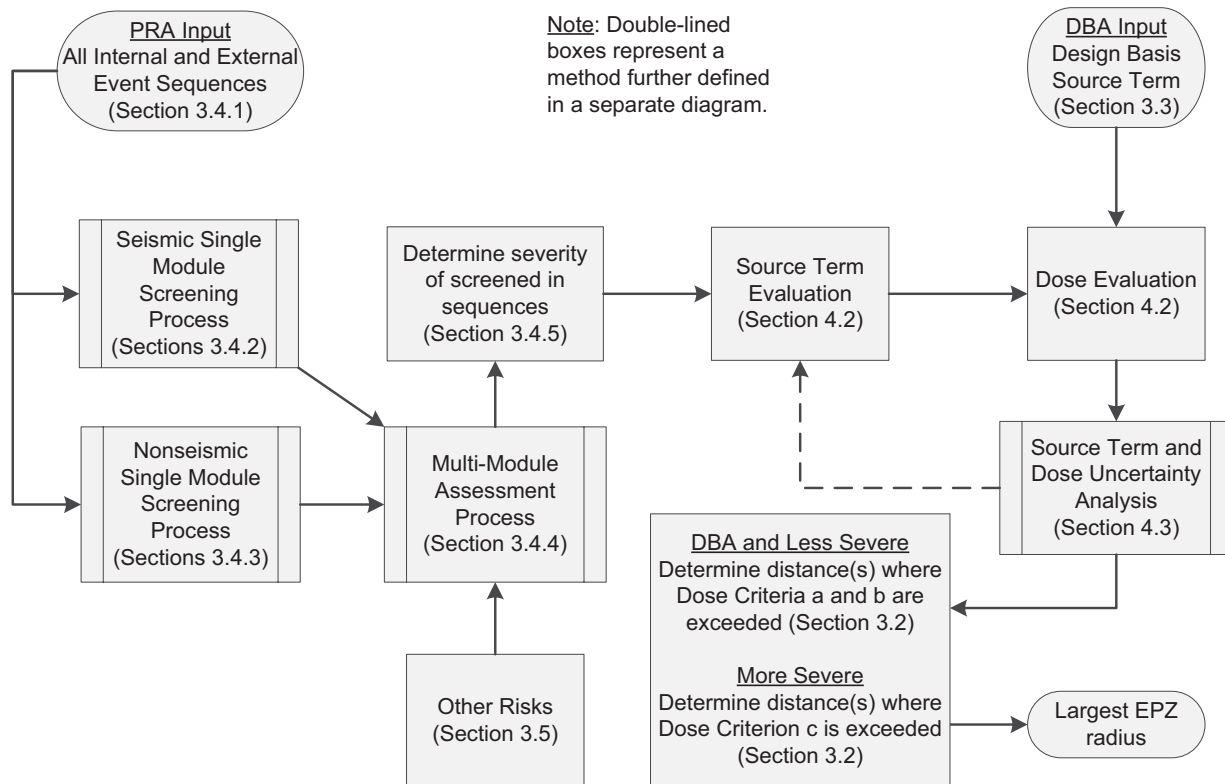 PRA Input
All Internal and External
Event Sequences
(Section 3.4.1)
Note: Double-lined
boxes represent a
method further defined
in a separate diagram.
DBA Input
Design Basis
Source Term
(Section 3.3)
Seismic Single
Module
Screening
Process
(Sections 3.4.2)
Determine severity
of screened in
sequences
(Section 3.4.5)
Source Term
Evaluation
(Section 4.2)
Dose Evaluation
(Section 4.2)
Nonseismic
Single Module
Screening
Process
(Sections 3.4.3)
Multi-Module
Assessment
Process
(Section 3.4.4)
Source Term and
Dose Uncertainty
Analysis
(Section 4.3)
DBA and Less Severe
Determine distance(s) where
Dose Criteria a and b are
exceeded (Section 3.2)
More Severe
Determine distance(s) where
Dose Criterion c is exceeded
(Section 3.2)
Other Risks
(Section 3.5)
Largest EPZ
radius